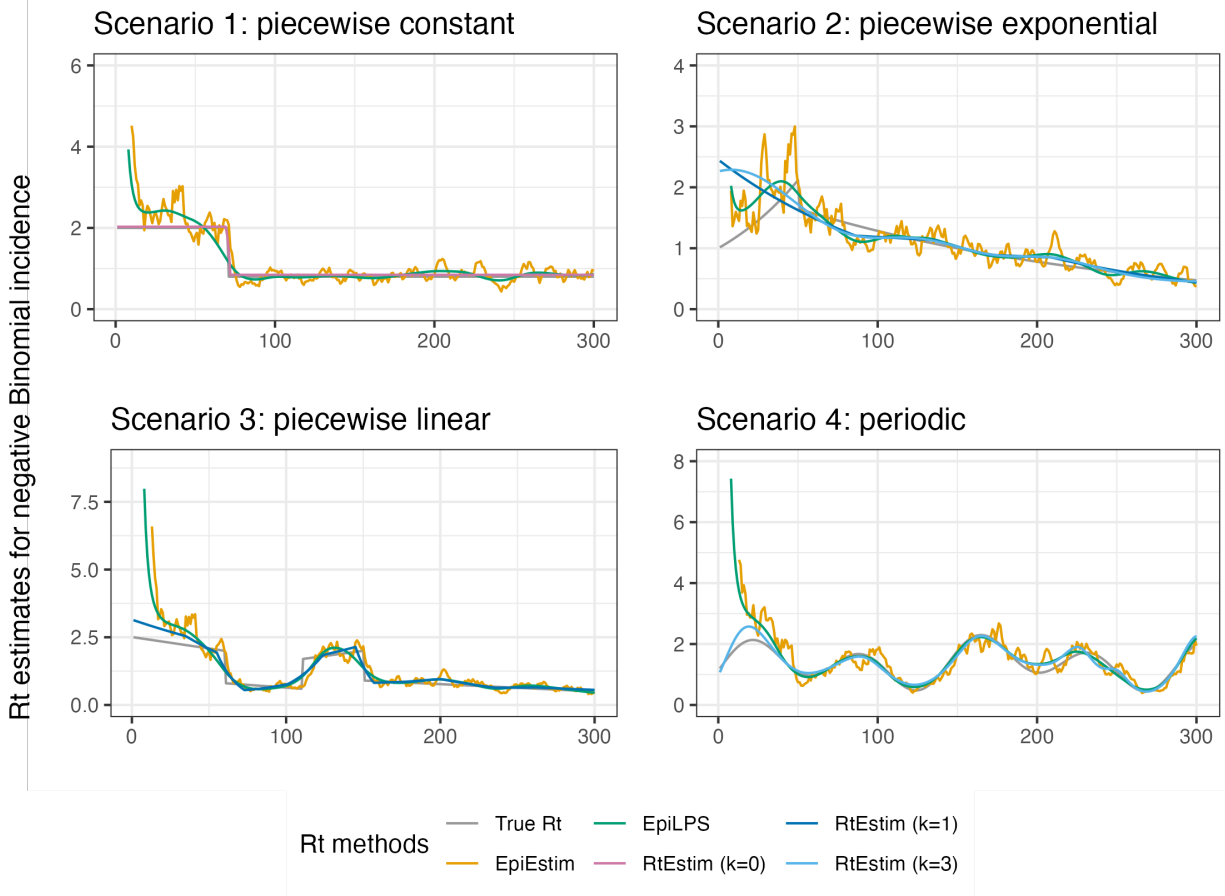 Scenario 1: piecewise constant
6
4
2
0
0 100 200 300
Scenario 2: piecewise exponential
4
3
2
1
0
0 100 200 300
Rt estimates for negative Binomial incidence
Scenario 3: piecewise linear
7.5
5.0
2.5
0.0
0 100 200 300
Scenario 4: periodic
8
6
4
2
0
0 100 200 300
Rt methods
True Rt EpiLPS RtEstim (k=1)
EpiEstim RtEstim (k=0) RtEstim (k=3)